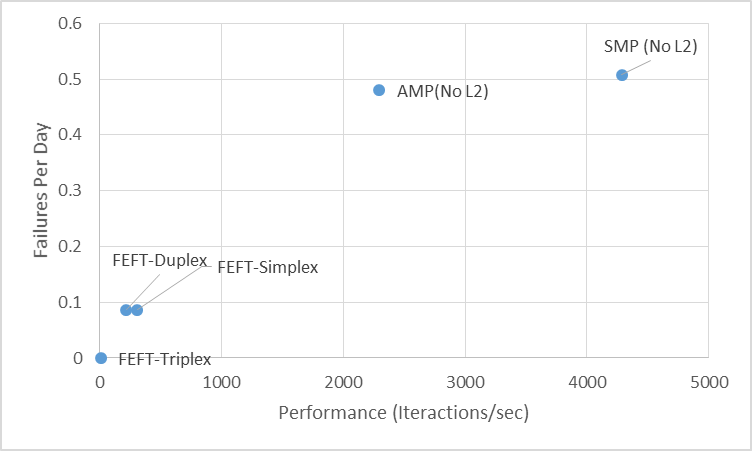 0.6
SMP (No L2)
0.5
AMP(No L2)
0.4
Failures Per Day
0.3
0.2
FEFT-Duplex
FEFT-Simplex
0.1
0
FEFT-Triplex
0 1000 2000 3000 4000 5000
Performance (Iteractions/sec)